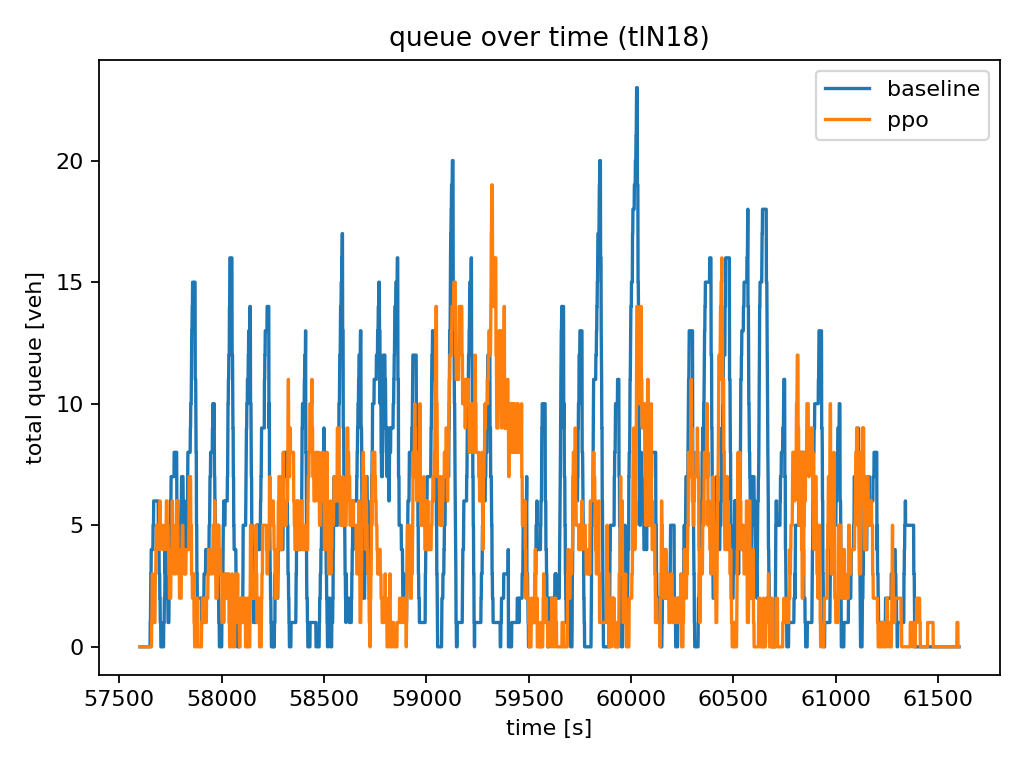 queue over time (tlN18)
baseline
ppo
total queue [veh]
20
15
10
5
0
57500 58000 58500 59000 59500 60000 60500 61000 61500
time [s]